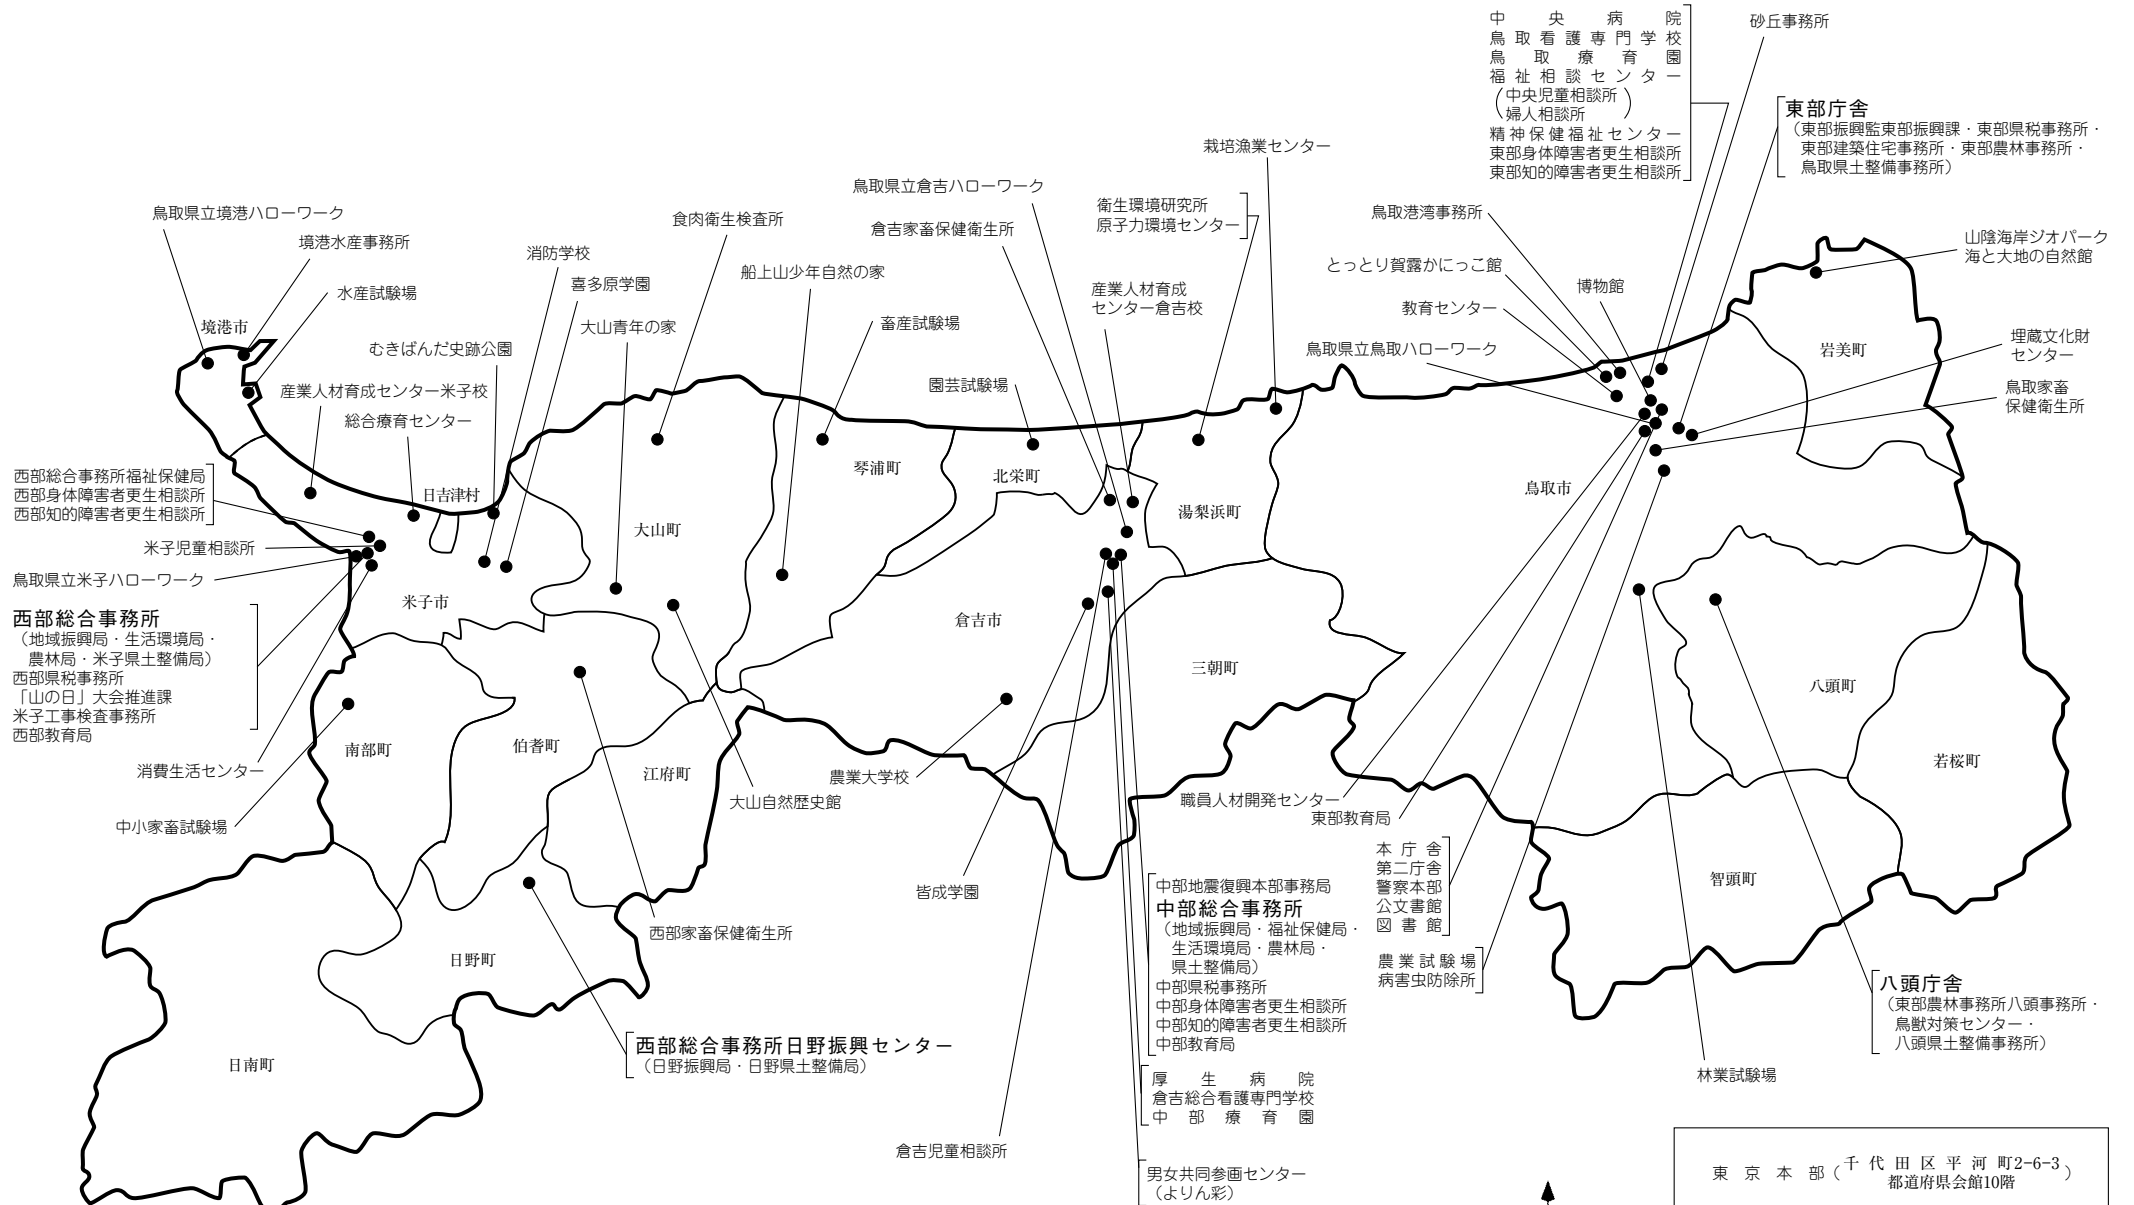 中央病院
鳥取看護専門学校
鳥取療育園
福祉相談センター
（中央児童相談所
婦人相談所）
精神保健福祉センター
東部身体障害者更生相談所
東部知的障害者更生相談所
砂丘事務所
東部庁舎
（東部振興監東部振興課・東部県税事務所・
東部建築住宅事務所・東部農林事務所・
鳥取県土整備事務所）
栽培漁業センター
鳥取県立倉吉ハローワーク
衛生環境研究所
原子力環境センター
倉吉家畜保健衛生所
鳥取港湾事務所
食肉衛生検査所
鳥取県立境港ハローワーク
境港水産事務所
消防学校
喜多原学園
船上山少年自然の家
とっとり賀露かにっこ館
博物館
山陰海岸ジオパーク
海と大地の自然館
水産試験場
産業人材育成
センター倉吉校
教育センター
境港市
大山青年の家
畜産試験場
むきばんだ史跡公園
鳥取県立鳥取ハローワーク
岩美町
埋蔵文化財
センター
産業人材育成センター米子校
園芸試験場
鳥取家畜
保健衛生所
総合療育センター
西部総合事務所福祉保健局
西部身体障害者更生相談所
西部知的障害者更生相談所
日吉津村
琴浦町
北栄町
鳥取市
湯梨浜町
大山町
米子児童相談所
鳥取県立米子ハローワーク
米子市
西部総合事務所
（地域振興局・生活環境局・
農林局・米子県土整備局）
西部県税事務所
「山の日」大会推進課
米子工事検査事務所
西部教育局
倉吉市
三朝町
八頭町
南部町
伯耆町
江府町
若桜町
消費生活センター
農業大学校
大山自然歴史館
職員人材開発センター
東部教育局
中小家畜試験場
本庁舎
第二庁舎
警察本部
公文書館
図書館
智頭町
皆成学園
中部地震復興本部事務局
中部総合事務所
（地域振興局・福祉保健局・
生活環境局・農林局・
県土整備局）
中部県税事務所
中部身体障害者更生相談所
中部知的障害者更生相談所
中部教育局
西部家畜保健衛生所
日野町
農業試験場
病害虫防除所
八頭庁舎
（東部農林事務所八頭事務所・
鳥獣対策センター・
八頭県土整備事務所）
西部総合事務所日野振興センター
（日野振興局・日野県土整備局）
日南町
林業試験場
厚生病院
倉吉総合看護専門学校
中部療育園
倉吉児童相談所
男女共同参画センター
（よりん彩）
東京本部（千代田区平河町2-6-3
都道府県会館10階）